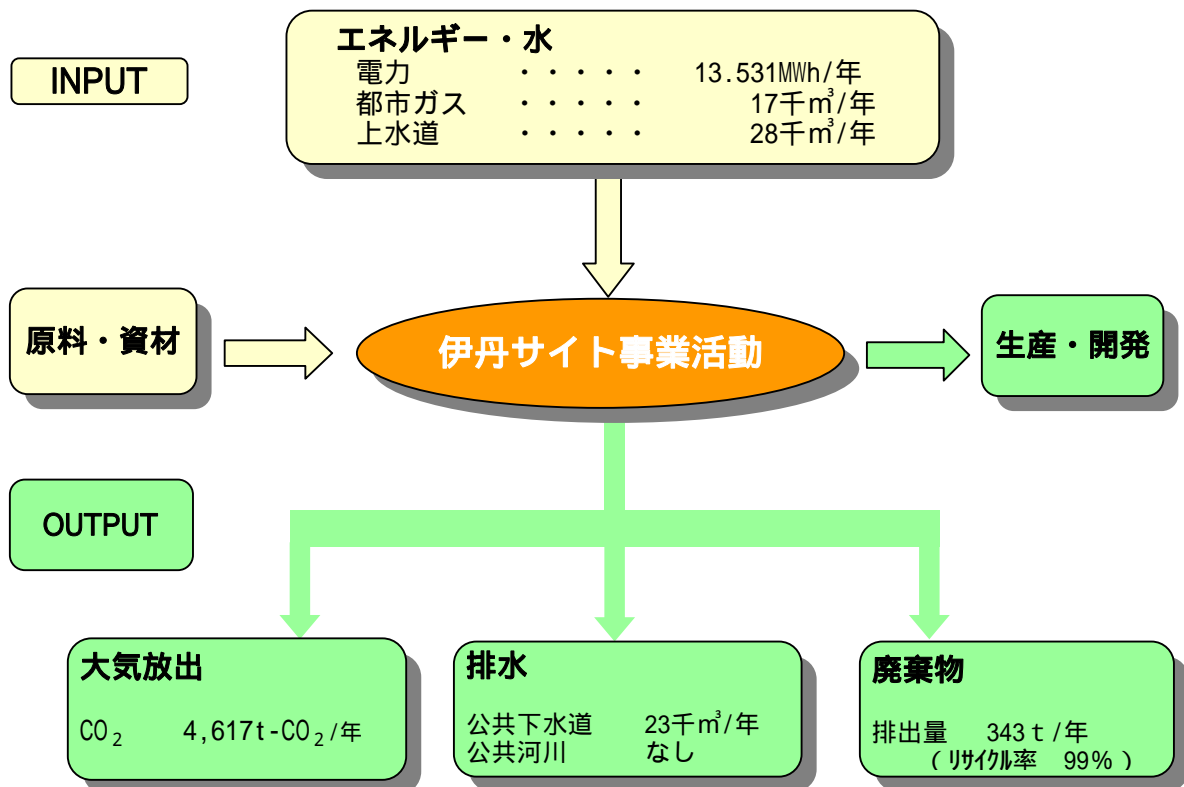 INPUT
エネルギー・水
電力 ・・・・・ 13.531MWh/年
都市ガス ・・・・・ 17千㎥/年
上水道 ・・・・・ 28千㎥/年
原料・資材
伊丹サイト事業活動
生産・開発
OUTPUT
大気放出
CO₂ 4,617t-CO₂/年
排水
公共下水道 23千㎥/年
公共河川 なし
廃棄物
排出量 343ｔ/年
(リサイクル率 99%)